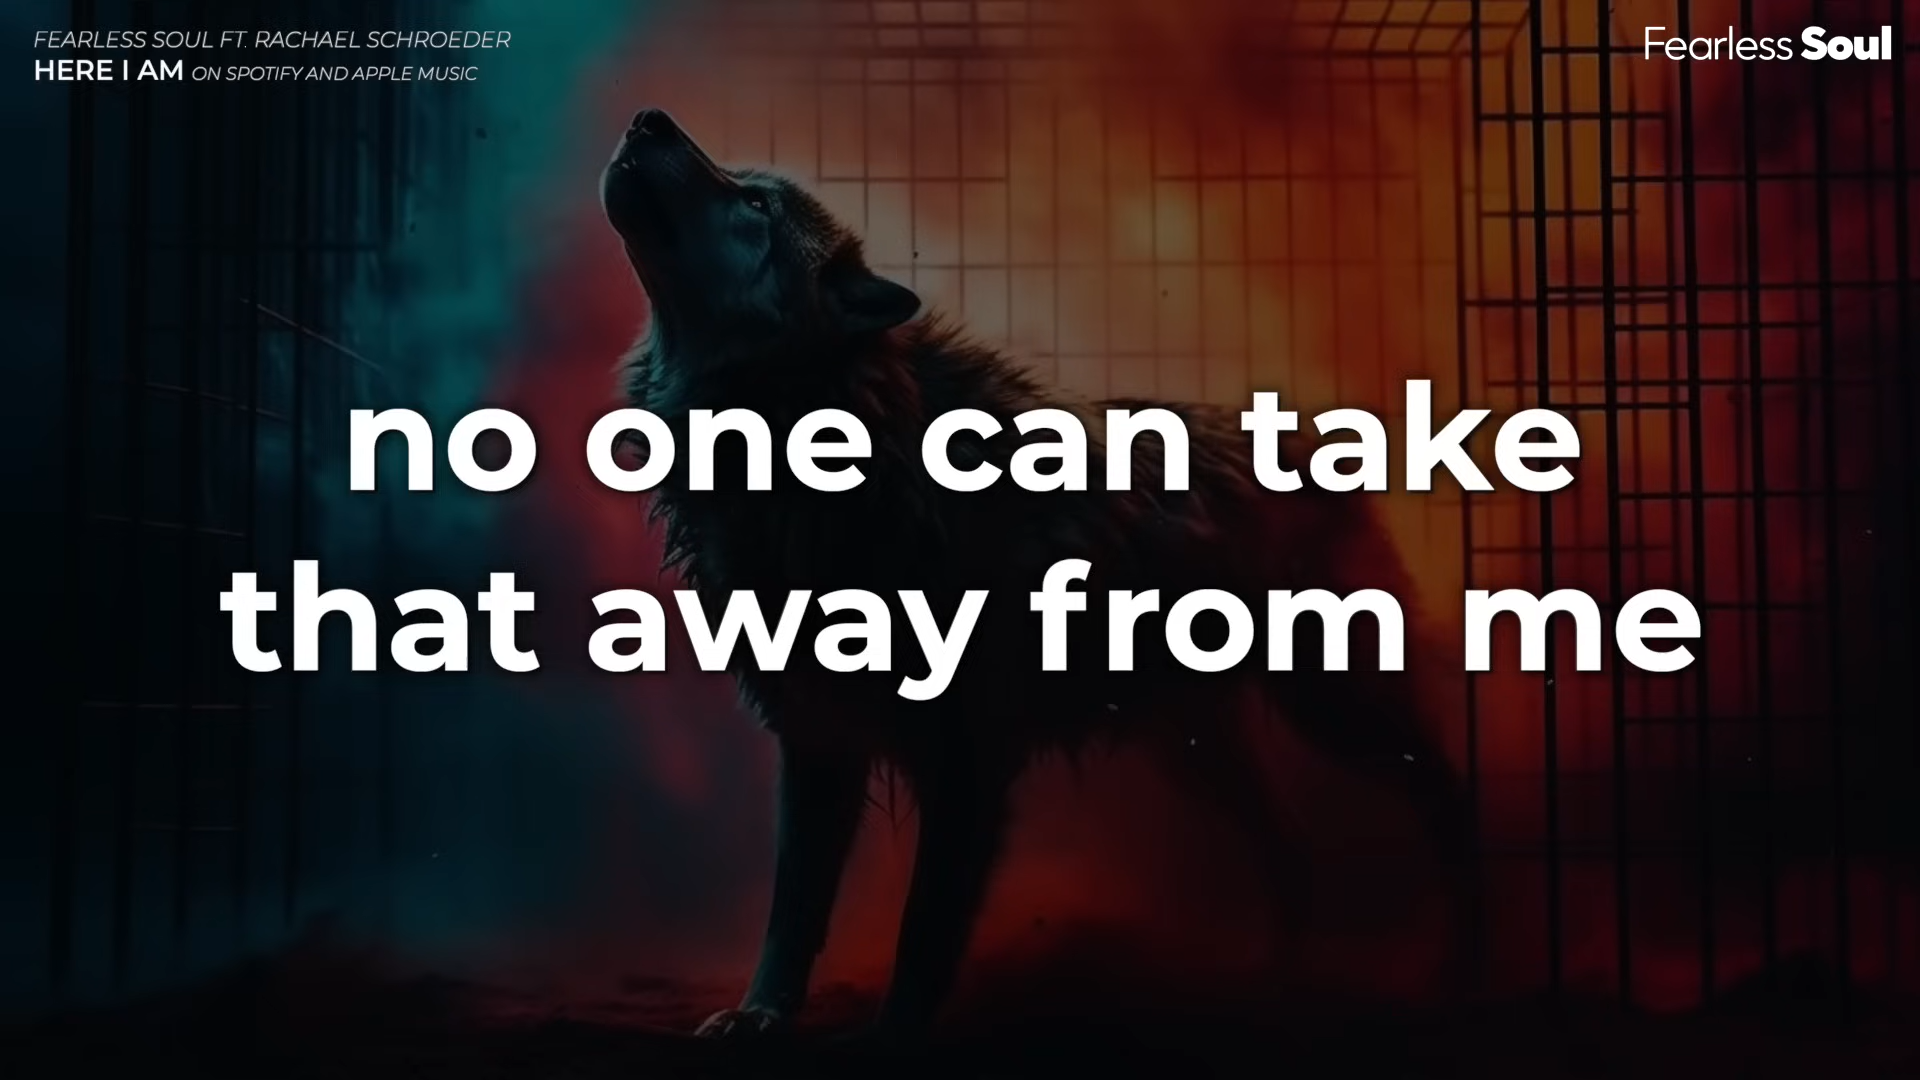 FEARLESS SOUL FT. RACHAEL SCHROEDER
HERE I AM ON SPOTIFY AND APPLE MUSIC
Fearless Soul
no one can take
that away from me